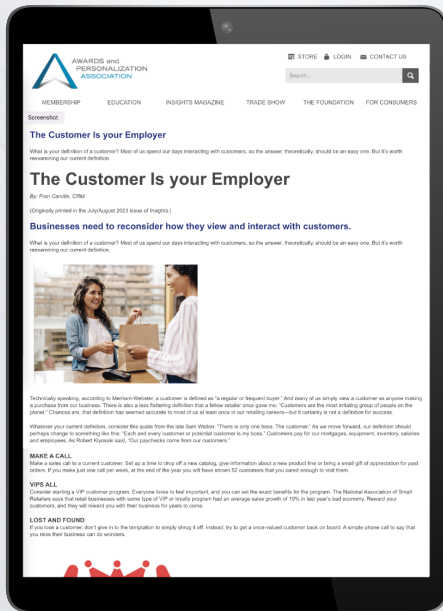 AWARDS and
PERSONALIZATION
ASSOCIATION
STORE LOGIN CONTACT US
Search...
MEMBERSHIP EDUCATION INSIGHTS MAGAZINE TRADE SHOW THE FOUNDATION FOR CONSUMERS
Screenshot
The Customer Is your Employer
What is your definition of a customer? Most of us spend our days interacting with customers, so the answer, theoretically, should be an easy one. But it's worth
reexamining our current definition.
The Customer Is your Employer
By: Fran Carville, CRM
(Originally printed in the July/August 2023 issue of Insights.)
Businesses need to reconsider how they view and interact with customers.
What is your definition of a customer? Most of us spend our days interacting with customers, so the answer, theoretically, should be an easy one. But it's worth
reexamining our current definition.
Technically speaking, according to Merriam-Webster, a customer is defined as "a regular or frequent buyer." And many of us simply view a customer as anyone making
a purchase from our business. There is also a less flattering definition that a fellow retailer once gave me: "Customers are the most irritating group of people on the
planet." Chances are, that definition has seemed accurate to most of us at least once in our retailing careers—but it certainly is not a definition for success.
Whatever your current definition, consider this quote from the late Sam Walton: "There is only one boss. The customer." As we move forward, our definition should
perhaps change to something like this: "Each and every customer or potential customer is my boss." Customers pay for our mortgages, equipment, inventory, salaries
and employees. As Robert Kiyosaki said, "Our paychecks come from our customers."
MAKE A CALL
Make a sales call to a current customer. Set up a time to drop off a new catalog, give information about a new product line or bring a small gift of appreciation for past
orders. If you make just one call per week, at the end of the year you will have shown 52 customers that you cared enough to visit them.
VIPS ALL
Consider starting a VIP customer program. Everyone loves to feel important, and you can set the exact benefits for the program. The National Association of Small
Retailers says that retail businesses with some type of VIP or loyalty program had an average sales growth of 19% in last year's bad economy. Reward your
customers, and they will reward you with their business for years to come.
LOST AND FOUND
If you lose a customer, don't give in to the temptation to simply shrug it off. Instead, try to get a once-valued customer back on board. A simple phone call to say that
you miss their business can do wonders.